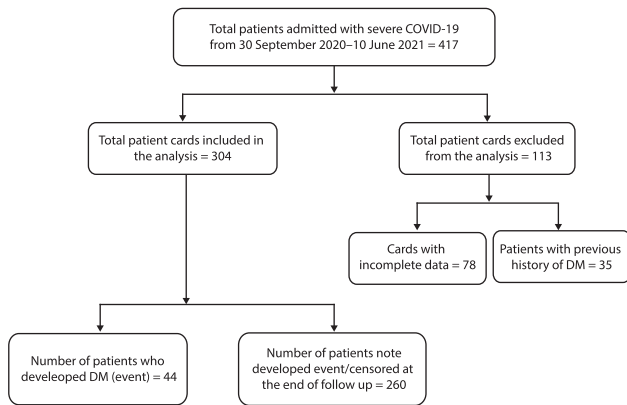 Total patients admitted with severe COVID-19
from 30 September 2020–10 June 2021 = 417
Total patient cards included in
the analysis = 304
Total patient cards excluded
from the analysis = 113
Cards with
incomplete data = 78
Patients with previous
history of DM = 35
Number of patients who
develeoped DM (event) = 44
Number of patients note
developed event/censored at
the end of follow up = 260